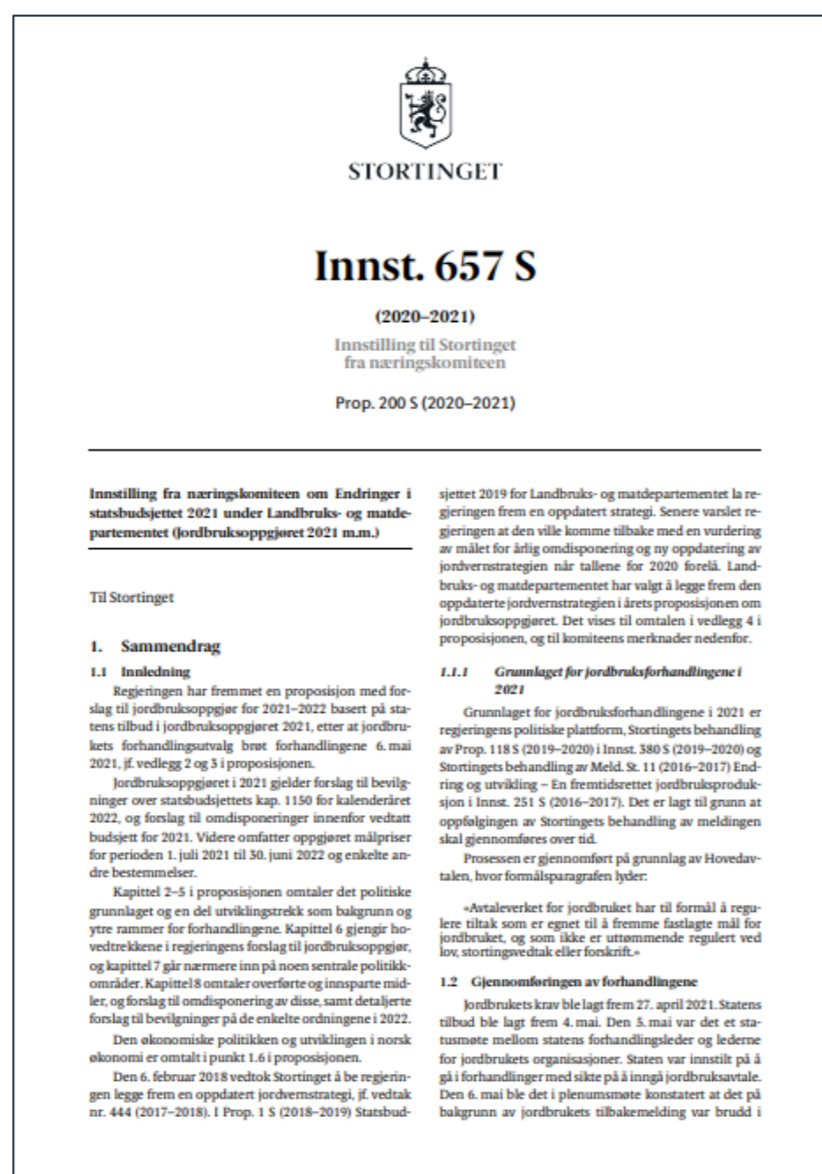 STORTINGET
Innst. 657 S
(2020–2021)
Innstilling til Stortinget
fra næringskomiteen
Prop. 200 S (2020–2021)
Innstilling fra næringskomiteen om Endringer i
statsbudsjettet 2021 under Landbruks- og matde-
partementet (Jordbruksoppgjøret 2021 m.m.)
Til Stortinget
1. Sammendrag
1.1 Innledning
Regjeringen har fremmet en proposisjon med for-
slag til jordbruksoppgjør for 2021–2022 basert på sta-
tens tilbud i jordbruksoppgjøret 2021, etter at jordbru-
kets forhandlingsutvalg brøt forhandlingene 6. mai
2021, jf. vedlegg 2 og 3 i proposisjonen.
Jordbruksoppgjøret i 2021 gjelder forslag til bevilg-
ninger over statsbudsjettets kap. 1150 for kalenderåret
2022, og forslag til omdisponeringer innenfor vedtatt
budsjett for 2021. Videre omfatter oppgjøret målpriser
for perioden 1. juli 2021 til 30. juni 2022 og enkelte an-
dre bestemmelser.
Kapittel 2–5 i proposisjonen omtaler det politiske
grunnlaget og en del utviklingstrekk som bakgrunn og
ytre rammer for forhandlingene. Kapittel 6 gjengir ho-
vedtrekkene i regjeringens forslag til jordbruksoppgjør,
og kapittel 7 går nærmere inn på noen sentrale politikk-
områder. Kapittel 8 omtaler overførte og innsparte mid-
ler, og forslag til omdisponering av disse, samt detaljerte
forslag til bevilgninger på de enkelte ordningene i 2022.
Den økonomiske politikken og utviklingen i norsk
økonomi er omtalt i punkt 1.6 i proposisjonen.
Den 6. februar 2018 vedtok Stortinget å be regjerin-
gen legge frem en oppdatert jordvernstrategi, jf. vedtak
nr. 444 (2017–2018). I Prop. 1 S (2018–2019) Statsbud-
sjettet 2019 for Landbruks- og matdepartementet la re-
gjeringen frem en oppdatert strategi. Senere varslet re-
gjeringen at den ville komme tilbake med en vurdering
av målet for årlig omdisponering og ny oppdatering av
jordvernstrategien når tallene for 2020 forelå. Land-
bruks- og matdepartementet har valgt å legge frem den
oppdaterte jordvernstrategien i årets proposisjonen om
jordbruksoppgjøret. Det vises til omtalen i vedlegg 4 i
proposisjonen, og til komiteens merknader nedenfor.
1.1.1 Grunnlaget for jordbruksforhandlingene i
2021
Grunnlaget for jordbruksforhandlingene i 2021 er
regjeringens politiske plattform, Stortingets behandling
av Prop. 118 S (2019–2020) i Innst. 380 S (2019–2020) og
Stortingets behandling av Meld. St. 11 (2016–2017) End-
ring og utvikling – En fremtidsrettet jordbruksproduk-
sjon i Innst. 251 S (2016–2017). Det er lagt til grunn at
oppfølgingen av Stortingets behandling av meldingen
skal gjennomføres over tid.
Prosessen er gjennomført på grunnlag av Hovedav-
talen, hvor formålsparagrafen lyder:
«Avtaleverket for jordbruket har til formål å regu-
lere tiltak som er egnet til å fremme fastlagte mål for
jordbruket, og som ikke er uttømmende regulert ved
lov, stortingsvedtak eller forskrift.»
1.2 Gjennomføringen av forhandlingene
Jordbrukets krav ble lagt frem 27. april 2021. Statens
tilbud ble lagt frem 4. mai. Den 5. mai var det et sta-
tusmøte mellom statens forhandlingsleder og lederne
for jordbrukets organisasjoner. Staten var innstilt på å
gå i forhandlinger med sikte på å inngå jordbruksavtale.
Den 6. mai ble det i plenumsmøte konstatert at det på
bakgrunn av jordbrukets tilbakemelding var brudd i